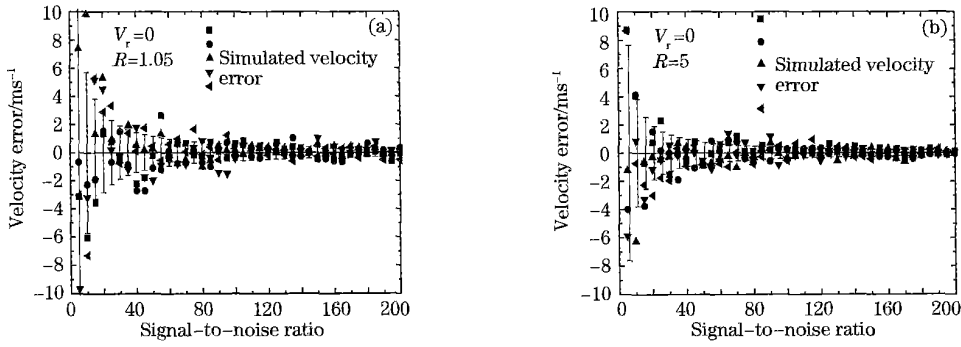 (a)
V_r=0
R=1.05
Simulated velocity
error
Velocity error/ms⁻¹
10
8
6
4
2
0
−2
−4
−6
−8
−10
0 40 80 120 160 200
Signal-to-noise ratio
(b)
V_r=0
R=5
Simulated velocity
error
Velocity error/ms⁻¹
10
8
6
4
2
0
−2
−4
−6
−8
−10
0 40 80 120 160 200
Signal-to-noise ratio